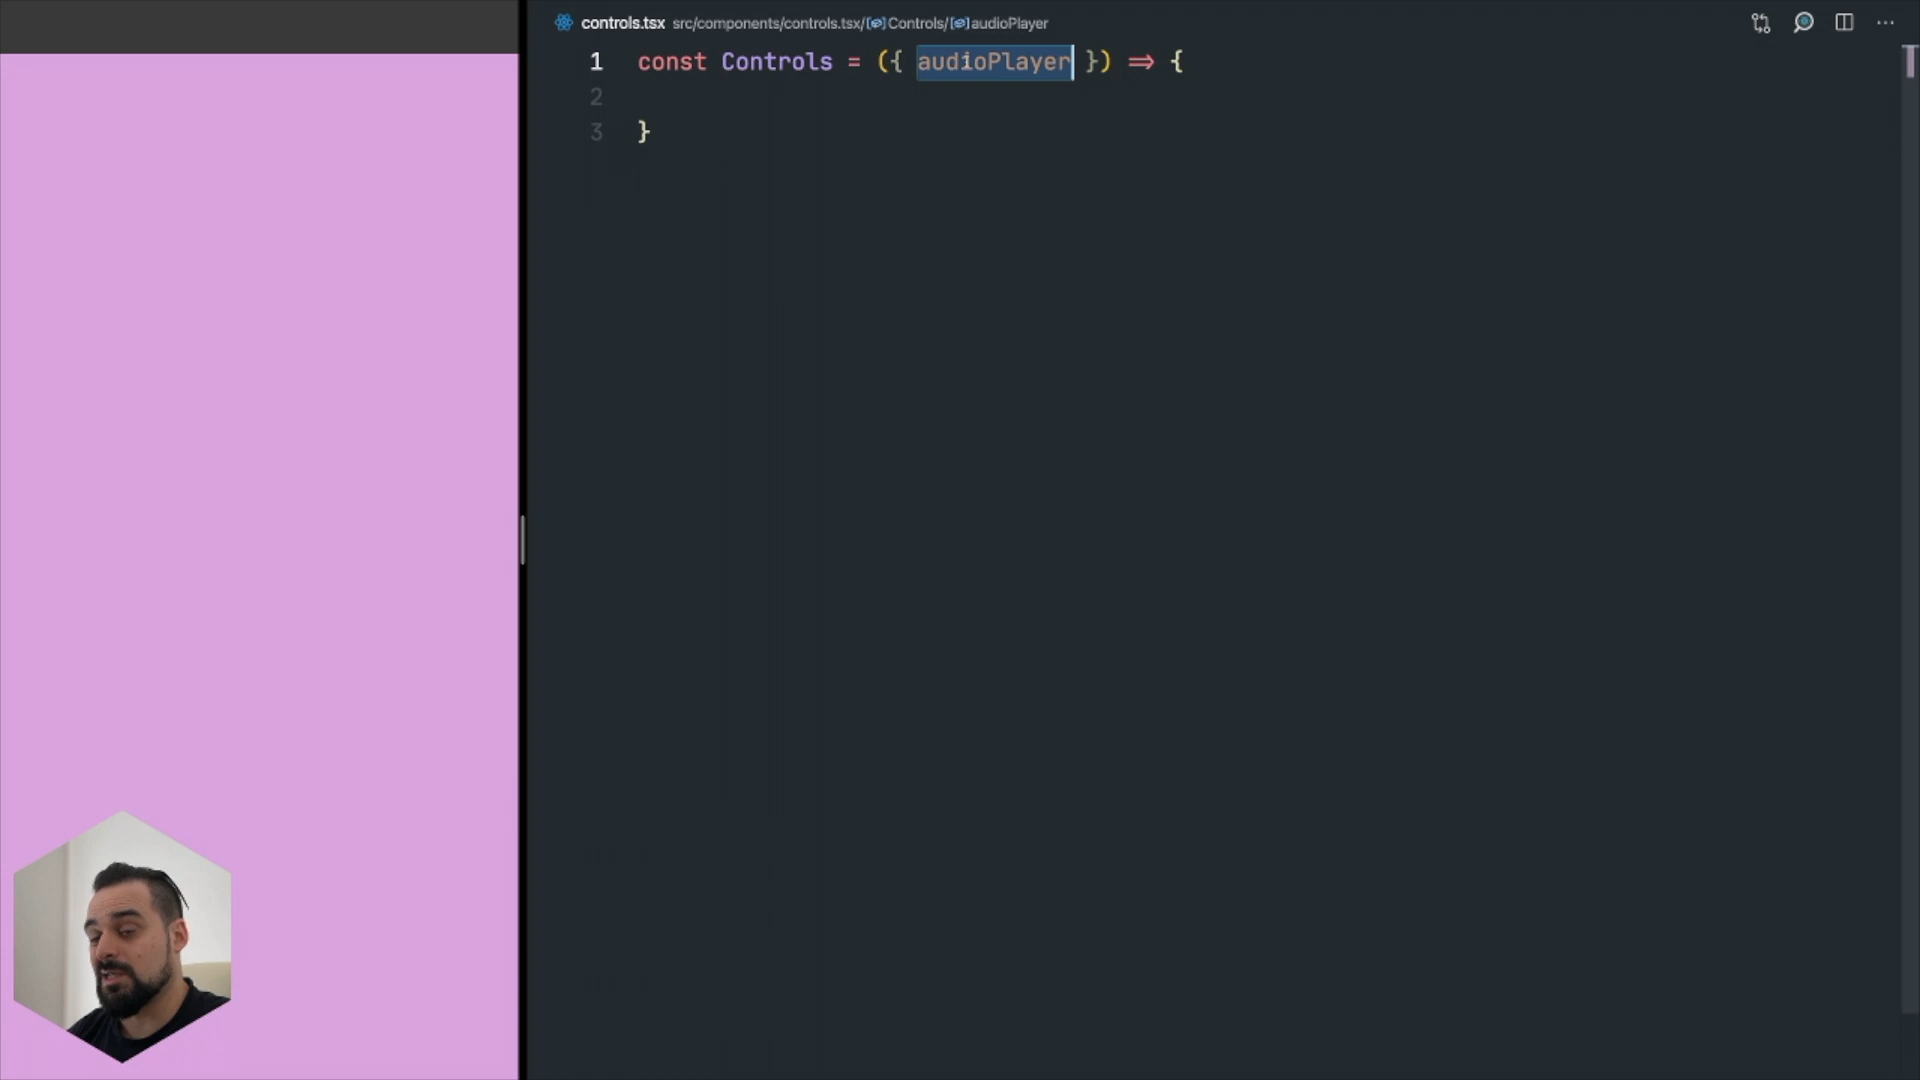 controls.tsx src/components/controls.tsx/Controls/audioPlayer
1 const Controls = ({ audioPlayer }) => {
2
3 }